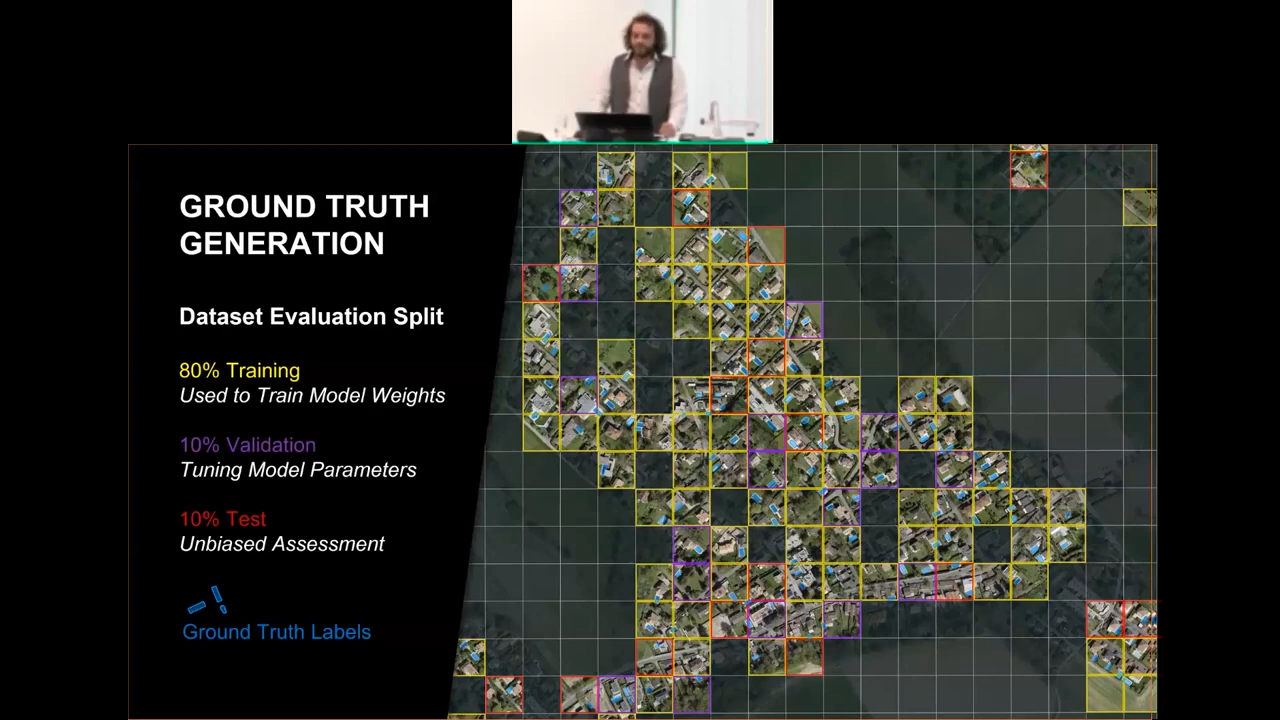 GROUND TRUTH
GENERATION
Dataset Evaluation Split
80% Training
Used to Train Model Weights
10% Validation
Tuning Model Parameters
10% Test
Unbiased Assessment
Ground Truth Labels